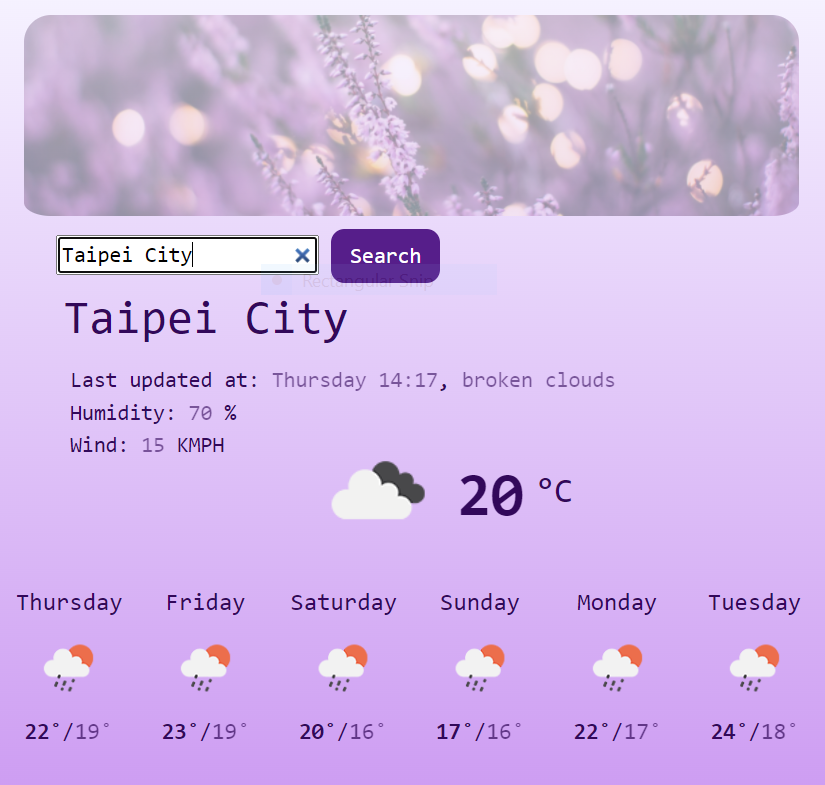 Taipei City
Search
Rectangular Snip
Taipei City
Last updated at: Thursday 14:17, broken clouds
Humidity: 70 %
Wind: 15 KMPH
20 °C
Thursday Friday Saturday Sunday Monday Tuesday
22°/19° 23°/19° 20°/16° 17°/16° 22°/17° 24°/18°